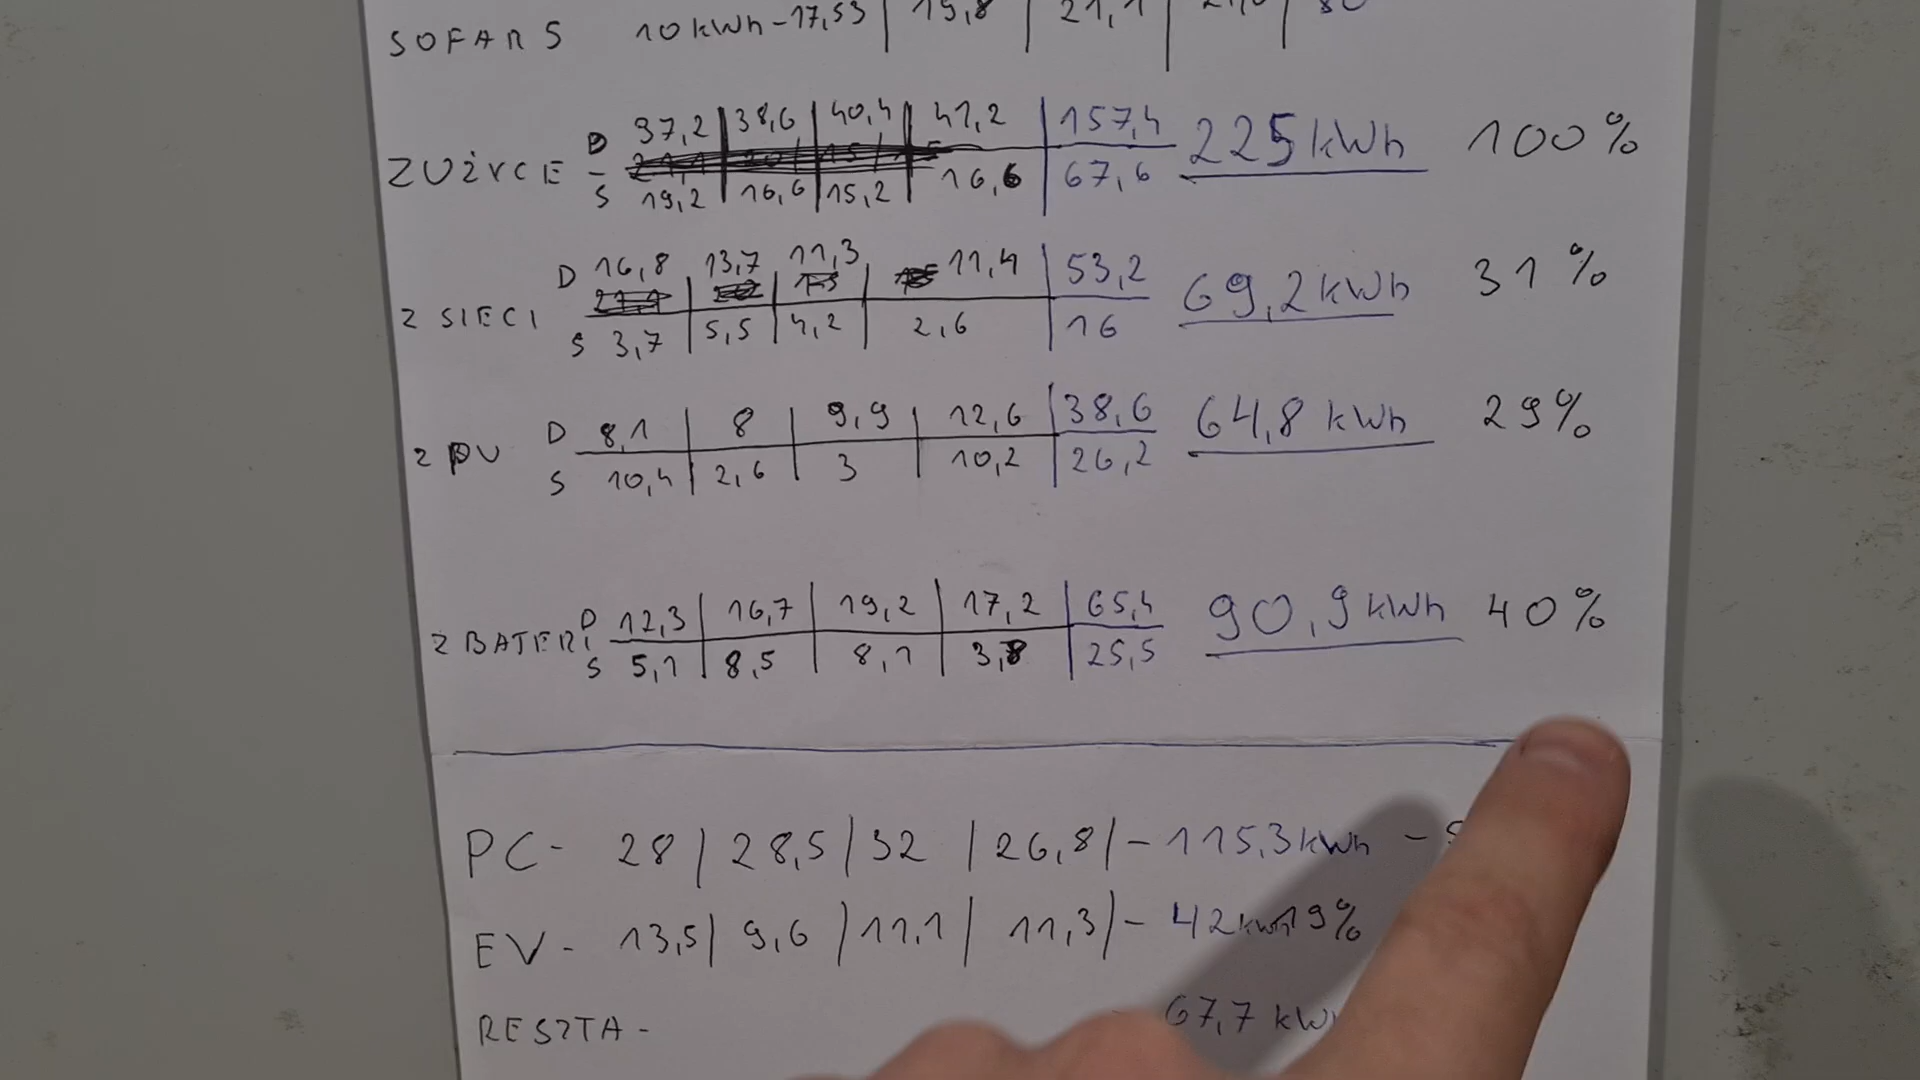 SOFAR S 10 kWh - 17,53 | 19,8 | 21,1 |
D 37,2 | 38,6 | 40,4 | 41,2 | 157,4 225 kWh 100%
ZUŻYCE
S 19,2 | 16,6 | 15,2 | 16,6 | 67,6
D 16,8 | 13,7 | 11,3 | 11,4 | 53,2 69,2 kWh 31%
Z SIECI
S 3,7 | 5,5 | 4,2 | 2,6 | 16
D 8,1 | 8 | 9,9 | 12,6 | 38,6 64,8 kWh 29%
Z PV
S 10,4 | 2,6 | 3 | 10,2 | 26,2
D 12,3 | 16,7 | 19,2 | 17,2 | 65,4 90,9 kWh 40%
Z BATERI
S 5,1 | 8,5 | 8,1 | 3,8 | 25,5
PC - 28 | 28,5 | 32 | 26,8 | - 115,3 kWh -
EV - 13,5 | 9,6 | 11,1 | 11,3 | - 42 kWh 19%
RESZTA - 67,7 kWh